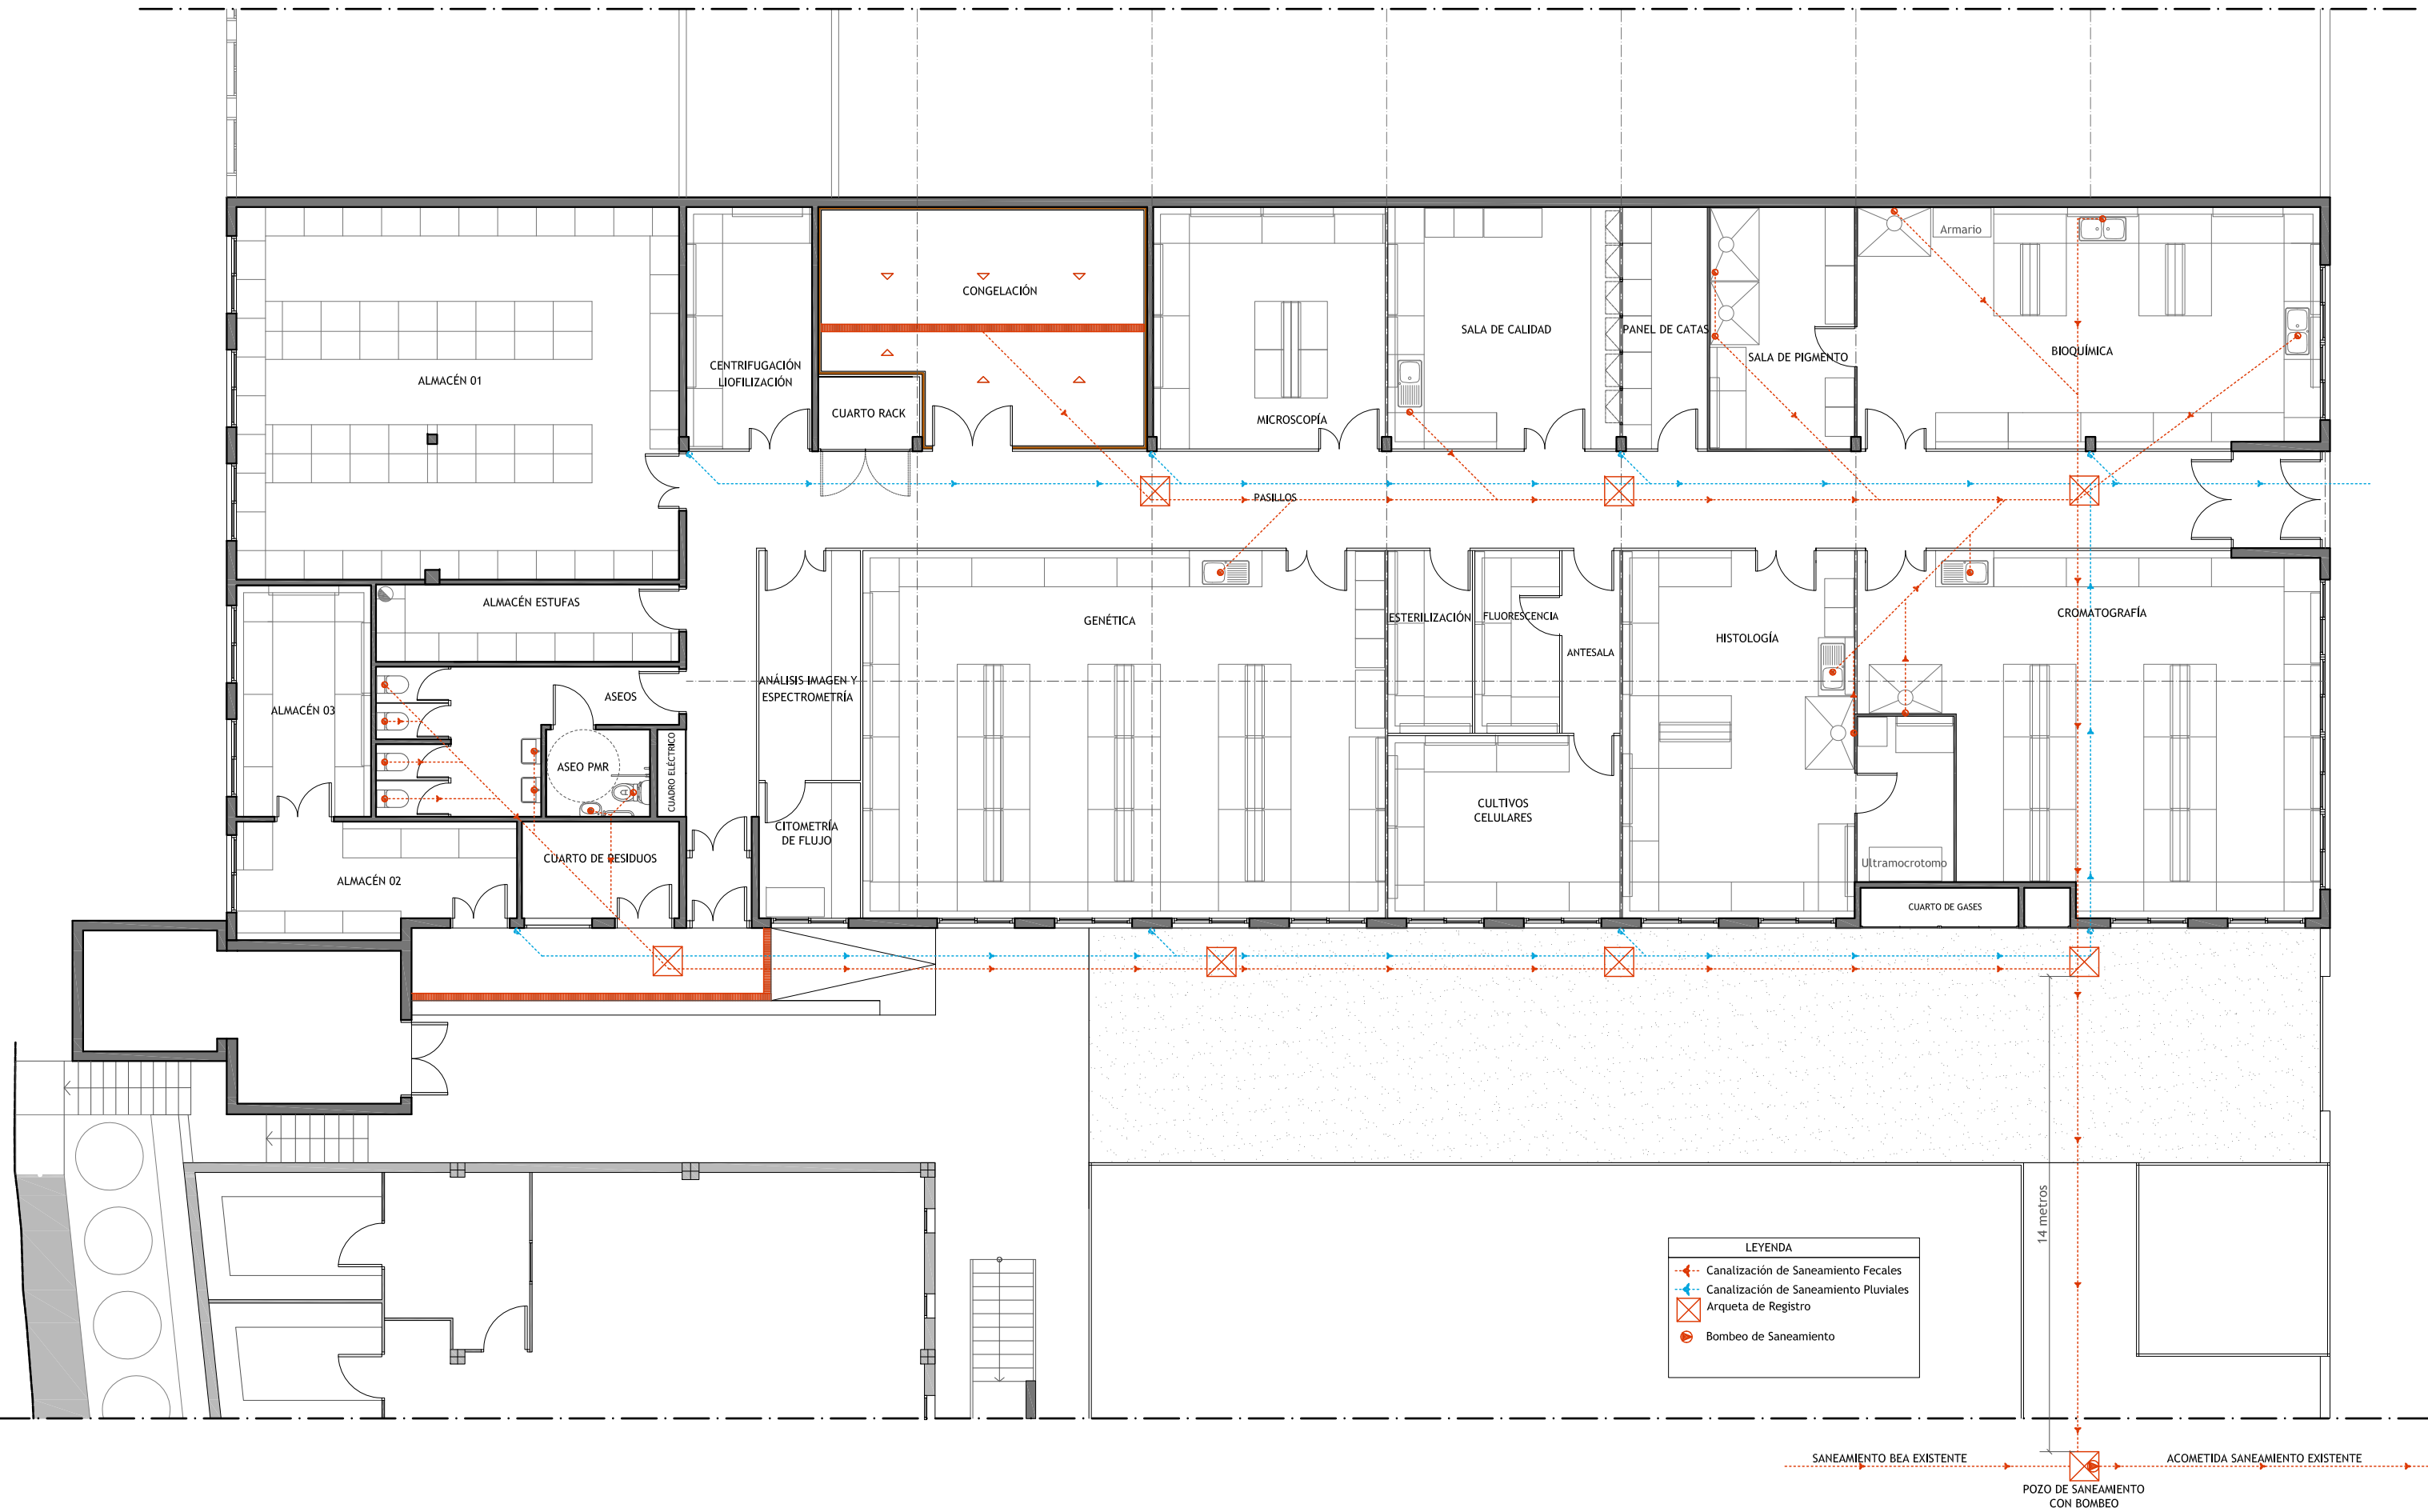 Armario
CONGELACIÓN
SALA DE CALIDAD
PANEL DE CATAS
SALA DE PIGMENTO
BIOQUÍMICA
CENTRIFUGACIÓN
LIOFILIZACIÓN
ALMACÉN 01
CUARTO RACK
MICROSCOPÍA
PASILLOS
ALMACÉN ESTUFAS
GENÉTICA
ESTERILIZACIÓN
FLUORESCENCIA
ANTESALA
HISTOLOGÍA
CROMATOGRAFÍA
ANÁLISIS IMAGEN Y
ESPECTROMETRÍA
ASEOS
ALMACÉN 03
ASEO PMR
CUADRO ELÉCTRICO
CITOMETRÍA
DE FLUJO
CULTIVOS
CELULARES
CUARTO DE RESIDUOS
Ultramocrotomo
ALMACÉN 02
CUARTO DE GASES
14 metros
LEYENDA
Canalización de Saneamiento Fecales
Canalización de Saneamiento Pluviales
Arqueta de Registro
Bombeo de Saneamiento
SANEAMIENTO BEA EXISTENTE
ACOMETIDA SANEAMIENTO EXISTENTE
POZO DE SANEAMIENTO
CON BOMBEO